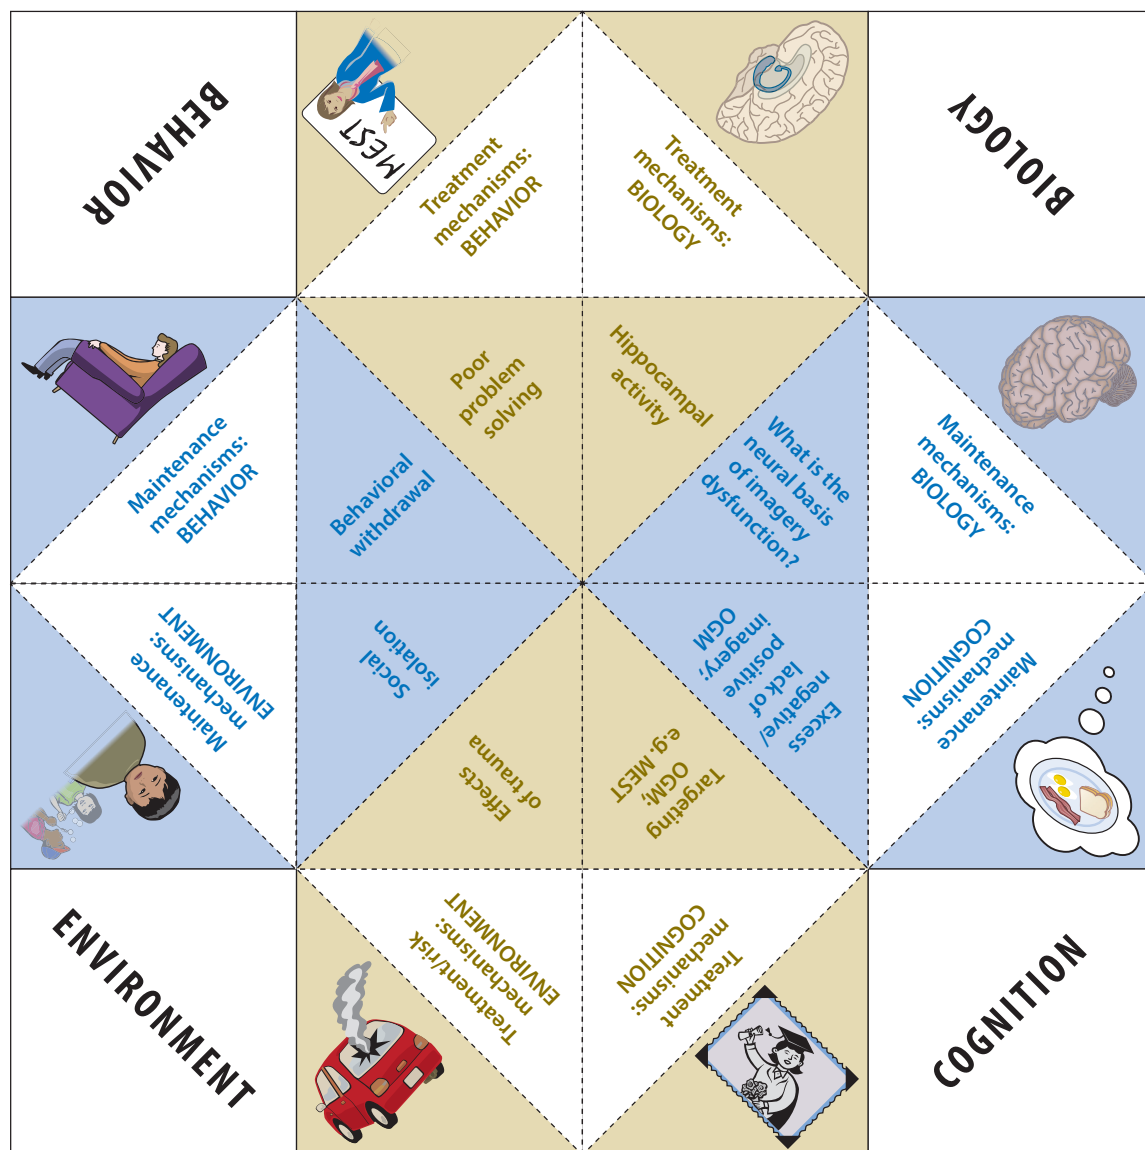 BEHAVIOR
MEST
Treatment
mechanisms:
BEHAVIOR
Treatment
mechanisms:
BIOLOGY
BIOLOGY
Maintenance
mechanisms:
BEHAVIOR
Behavioral
withdrawal
Poor
problem
solving
Hippocampal
activity
What is the
neural basis
of imagery
dysfunction?
Maintenance
mechanisms:
BIOLOGY
Maintenance
mechanisms:
ENVIRONMENT
Social
isolation
Effects
of trauma
Targeting
OGM;
e.g. MEST
Excess
negative/
lack of
positive
imagery;
OGM
Maintenance
mechanisms:
COGNITION
ENVIRONMENT
Treatment/risk
mechanisms:
ENVIRONMENT
Treatment
mechanisms:
COGNITION
COGNITION